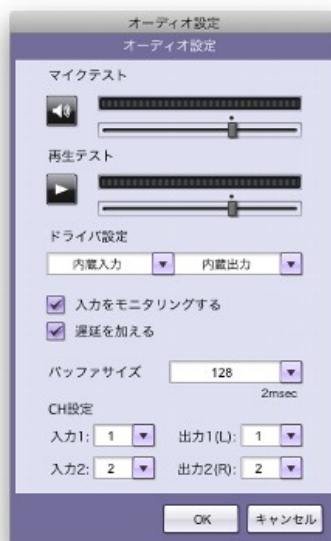 オーディオ設定
オーディオ設定
マイクテスト
再生テスト
ドライバ設定
内蔵入力 内蔵出力
入力をモニタリングする
遅延を加える
バッファサイズ 128
2msec
CH設定
入力1: 1 出力1(L): 1
入力2: 2 出力2(R): 2
OK キャンセル